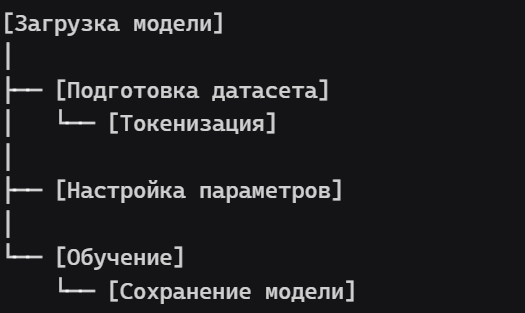 [Загрузка модели]
│
├── [Подготовка датасета]
│   └── [Токенизация]
│
├── [Настройка параметров]
│
└── [Обучение]
    └── [Сохранение модели]